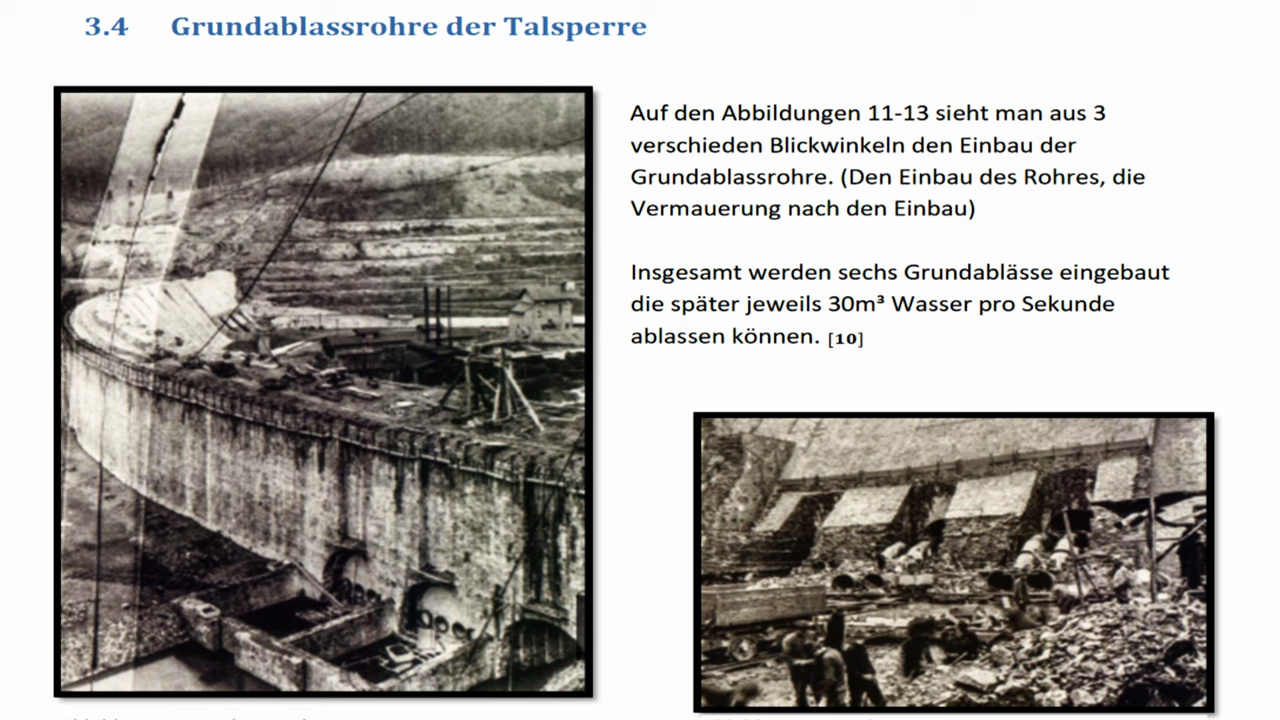 3.4 Grundablassrohre der Talsperre
Auf den Abbildungen 11-13 sieht man aus 3
verschieden Blickwinkeln den Einbau der
Grundablassrohre. (Den Einbau des Rohres, die
Vermauerung nach den Einbau)
Insgesamt werden sechs Grundablässe eingebaut
die später jeweils 30m³ Wasser pro Sekunde
ablassen können. [10]